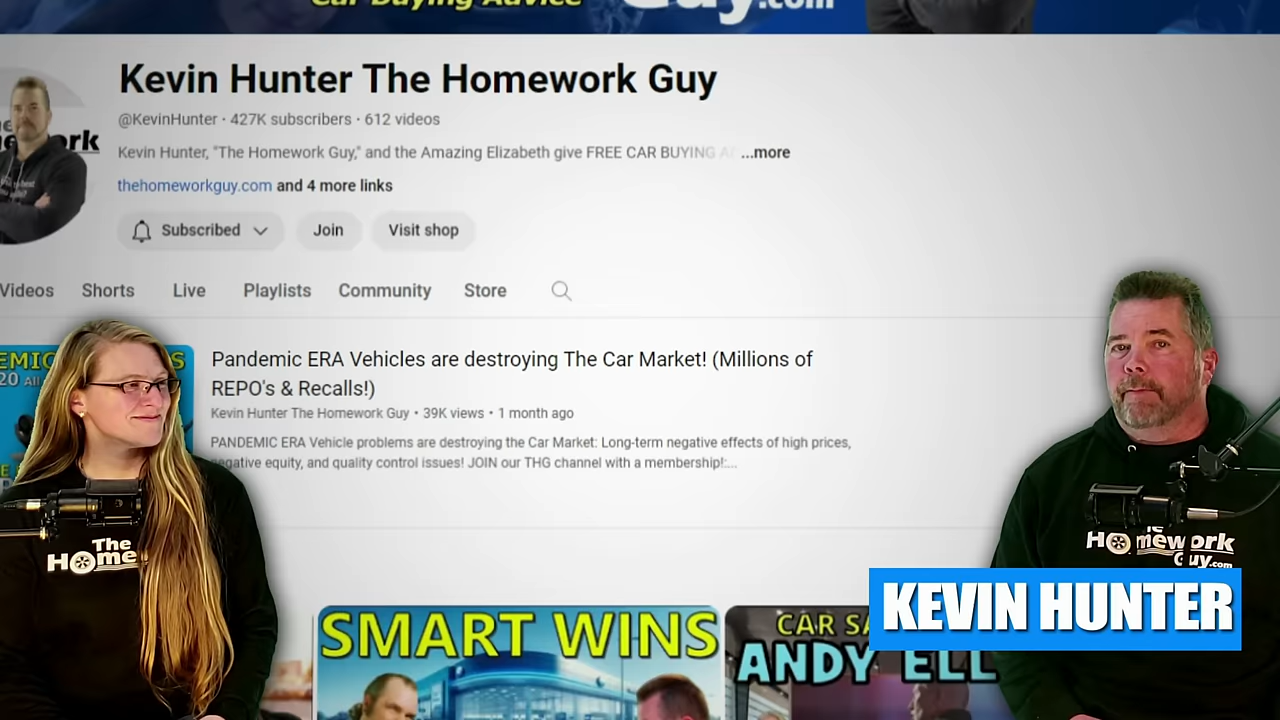 Car Buying Advice
Guy.com
Kevin Hunter The Homework Guy
@KevinHunter · 427K subscribers · 612 videos
Kevin Hunter, "The Homework Guy," and the Amazing Elizabeth give FREE CAR BUYING ...more
thehomeworkguy.com and 4 more links
Subscribed
Join
Visit shop
Videos
Shorts
Live
Playlists
Community
Store
Pandemic ERA Vehicles are destroying The Car Market! (Millions of
REPO's & Recalls!)
Kevin Hunter The Homework Guy • 39K views • 1 month ago
PANDEMIC ERA Vehicle problems are destroying the Car Market: Long-term negative effects of high prices,
negative equity, and quality control issues! JOIN our THG channel with a membership!:...
The
Home
The
Homework
Guy.com
KEVIN HUNTER
SMART WINS
CAR SA
ANDY ELL